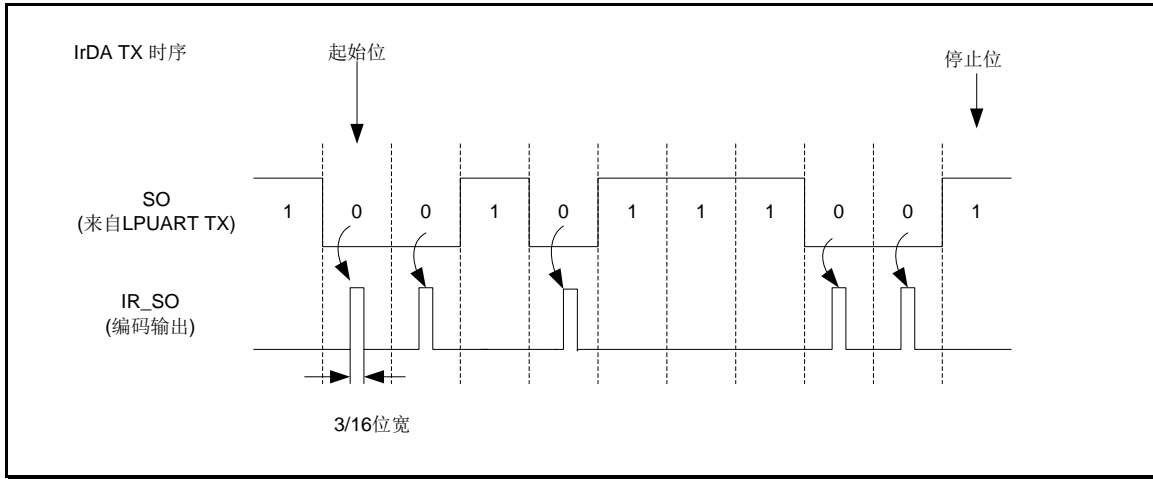 IrDA TX 时序
起始位
停止位
SO
(来自LPUART TX)
1 0 0 1 0 1 1 1 0 0 1
IR_SO
(编码输出)
3/16位宽